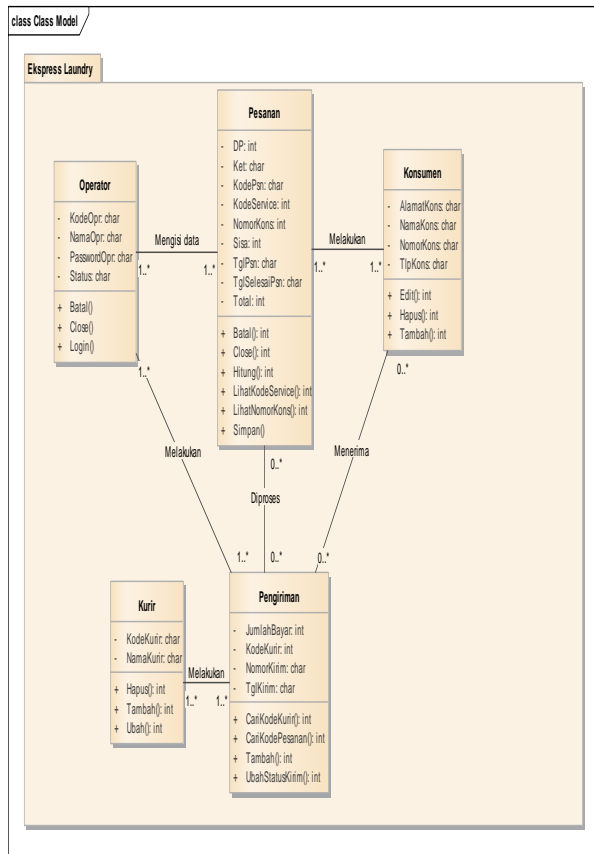 class Class Model
Ekspress Laundry
Pesanan
- DP: int
- Ket: char
- KodePsn: char
- KodeService: int
- NomorKons: int
- Sisa: int
- TglPsn: char
- TglSelesaiPsn: char
- Total: int
+ Batal(): int
+ Close(): int
+ Hitung(): int
+ LihatKodeService(): int
+ LihatNomorKons(): int
+ Simpan()
Operator
- KodeOpr: char
- NamaOpr: char
- PasswordOpr: char
- Status: char
+ Batal()
+ Close()
+ Login()
Konsumen
- AlamatKons: char
- NamaKons: char
- NomorKons: char
- TlpKons: char
+ Edit(): int
+ Hapus(): int
+ Tambah(): int
Mengisi data
1..*
1..*
Melakukan
1..*
1..*
1..*
Melakukan
1..*
0..*
Diproses
0..*
0..*
Menerima
0..*
Kurir
- KodeKurir: char
- NamaKurir: char
+ Hapus(): int
+ Tambah(): int
+ Ubah(): int
Melakukan
1..*
1..*
Pengiriman
- JumlahBayar: int
- KodeKurir: int
- NomorKirim: char
- TglKirim: char
+ CariKodeKurir(): int
+ CariKodePesanan(): int
+ Tambah(): int
+ UbahStatusKirim(): int